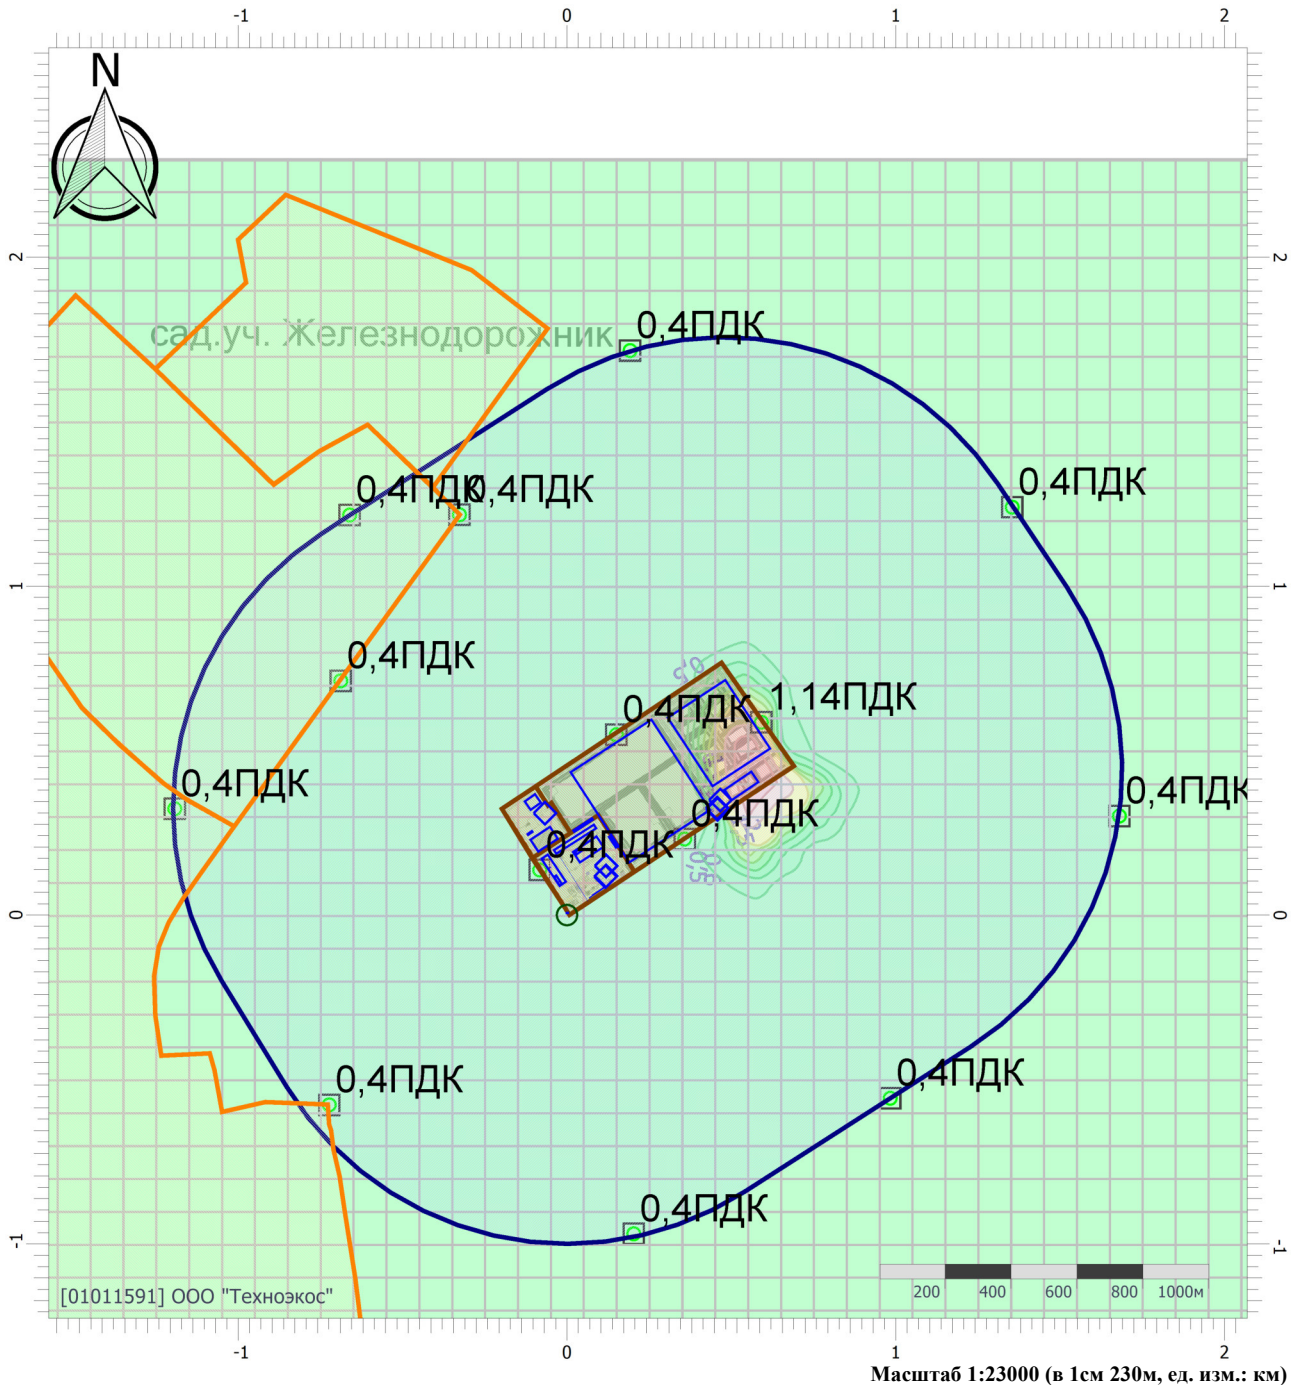 -1 0 1 2
N
2 2
сад.уч. Железнодорожник
0,4ПДК
0,4ПДК
0,4ПДК 0,4ПДК
1 1
0,4ПДК
1,14ПДК
0,4ПДК
0,4ПДК
0,4ПДК
0,4ПДК
0,4ПДК
0,5
0 0
0,4ПДК
0,4ПДК
0,4ПДК
-1 -1
[01011591] ООО "Техноэкос"
200 400 600 800 1000м
-1 0 1 2
Масштаб 1:23000 (в 1см 230м, ед. изм.: км)